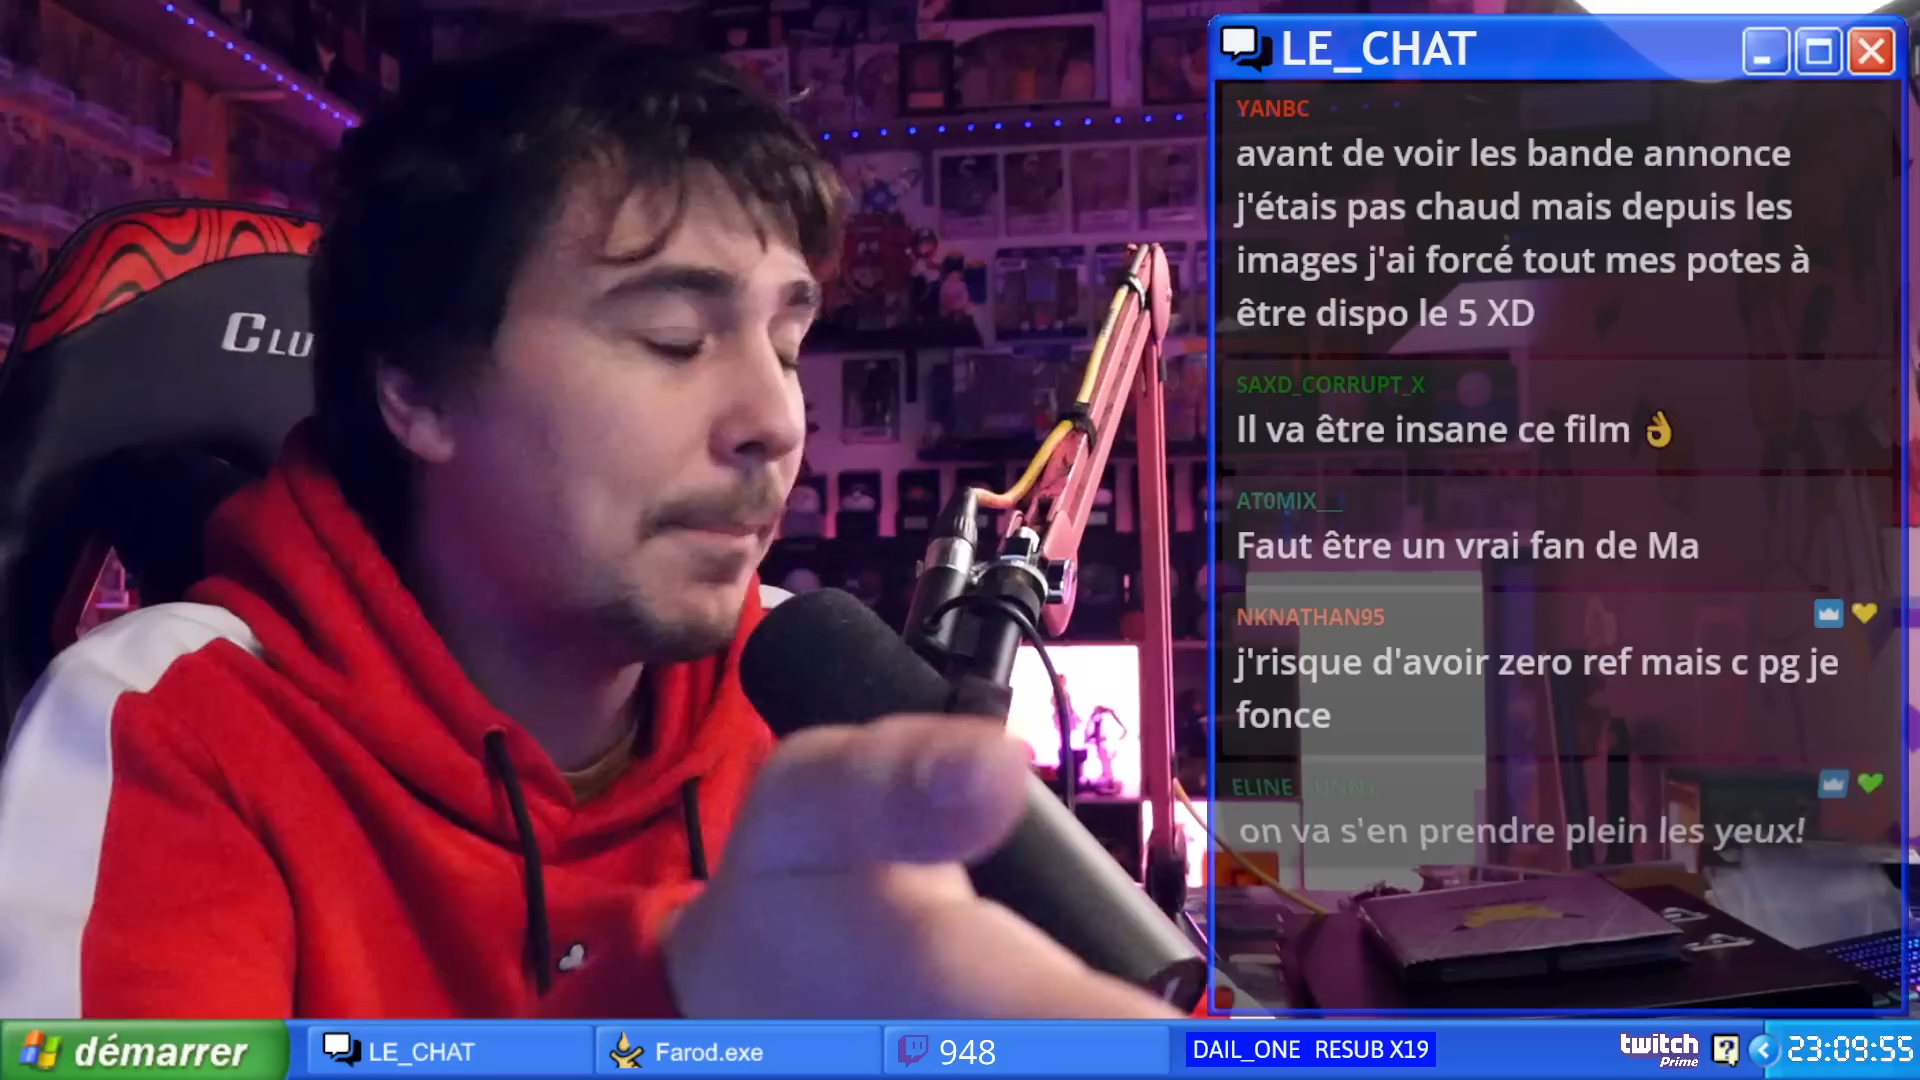 LE_CHAT
YANBC
avant de voir les bande annonce
j'étais pas chaud mais depuis les
images j'ai forcé tout mes potes à
être dispo le 5 XD
SAXD_CORRUPT_X
Il va être insane ce film 👌
AT0MIX__
Faut être un vrai fan de Ma
NKNATHAN95
j'risque d'avoir zero ref mais c pg je
fonce
ELINE
on va s'en prendre plein les yeux!
CLU
démarrer
LE_CHAT
Farod.exe
948
DAIL_ONE RESUB X19
twitch
Prime
23:09:55